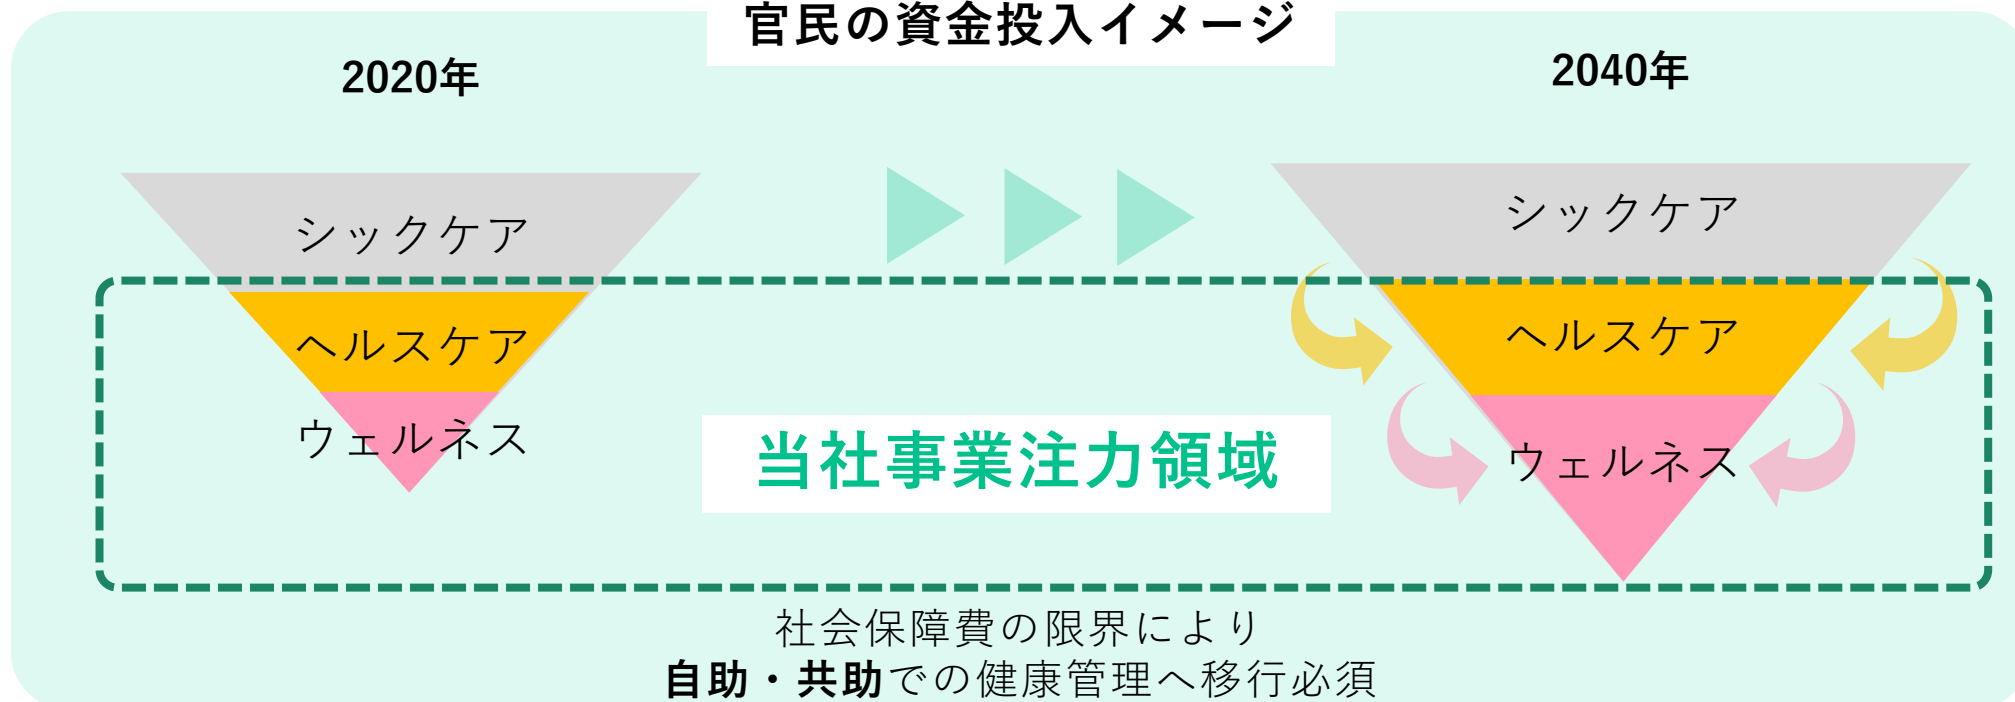 官民の資金投入イメージ
2020年
2040年
シックケア
ヘルスケア
ウェルネス
シックケア
ヘルスケア
ウェルネス
当社事業注力領域
社会保障費の限界により
自助・共助での健康管理へ移行必須